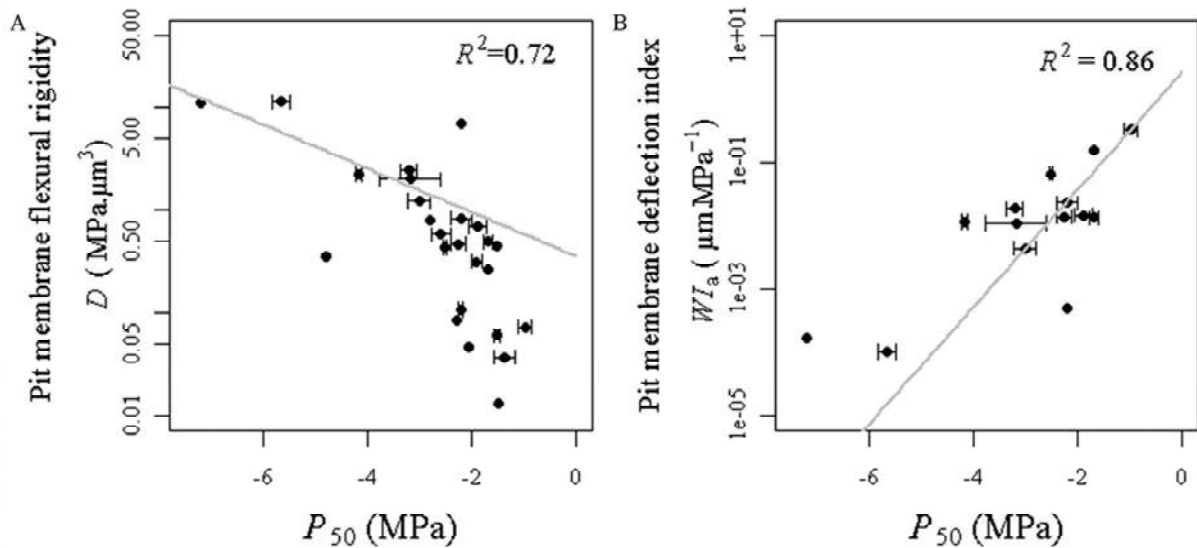 A
Pit membrane flexural rigidity
D ( MPa.μm³)
50.00
5.00
0.50
0.05
0.01
R²=0.72
-6 -4 -2 0
P₅₀ (MPa)
B
Pit membrane deflection index
WIₐ ( μm MPa⁻¹)
1e+01
1e-01
1e-03
1e-05
R² = 0.86
-6 -4 -2 0
P₅₀ (MPa)